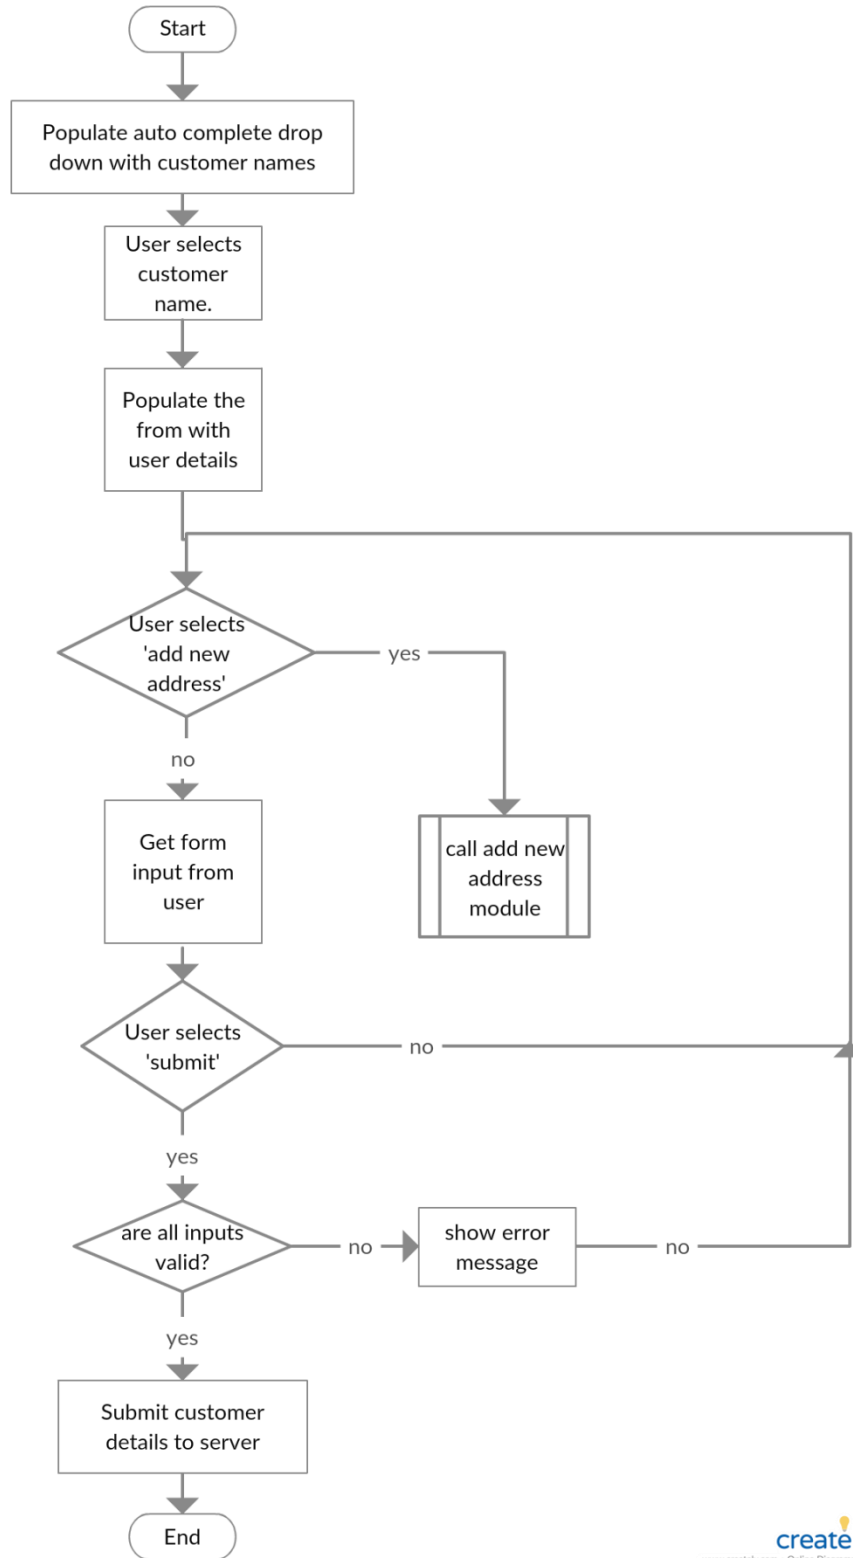 Start
Populate auto complete drop
down with customer names
User selects
customer
name.
Populate the
from with
user details
User selects
'add new
address'
yes
no
Get form
input from
user
call add new
address
module
User selects
'submit'
no
yes
are all inputs
valid?
no
show error
message
no
yes
Submit customer
details to server
End
create